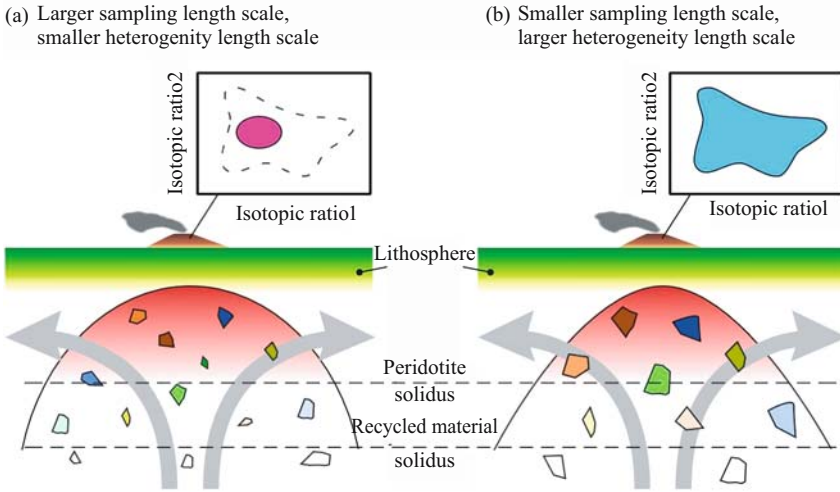 (a) Larger sampling length scale,
smaller heterogenity length scale
(b) Smaller sampling length scale,
larger heterogeneity length scale
Isotopic ratio2
Isotopic ratio1
Isotopic ratio2
Isotopic ratio1
Lithosphere
Peridotite
solidus
Recycled material
solidus